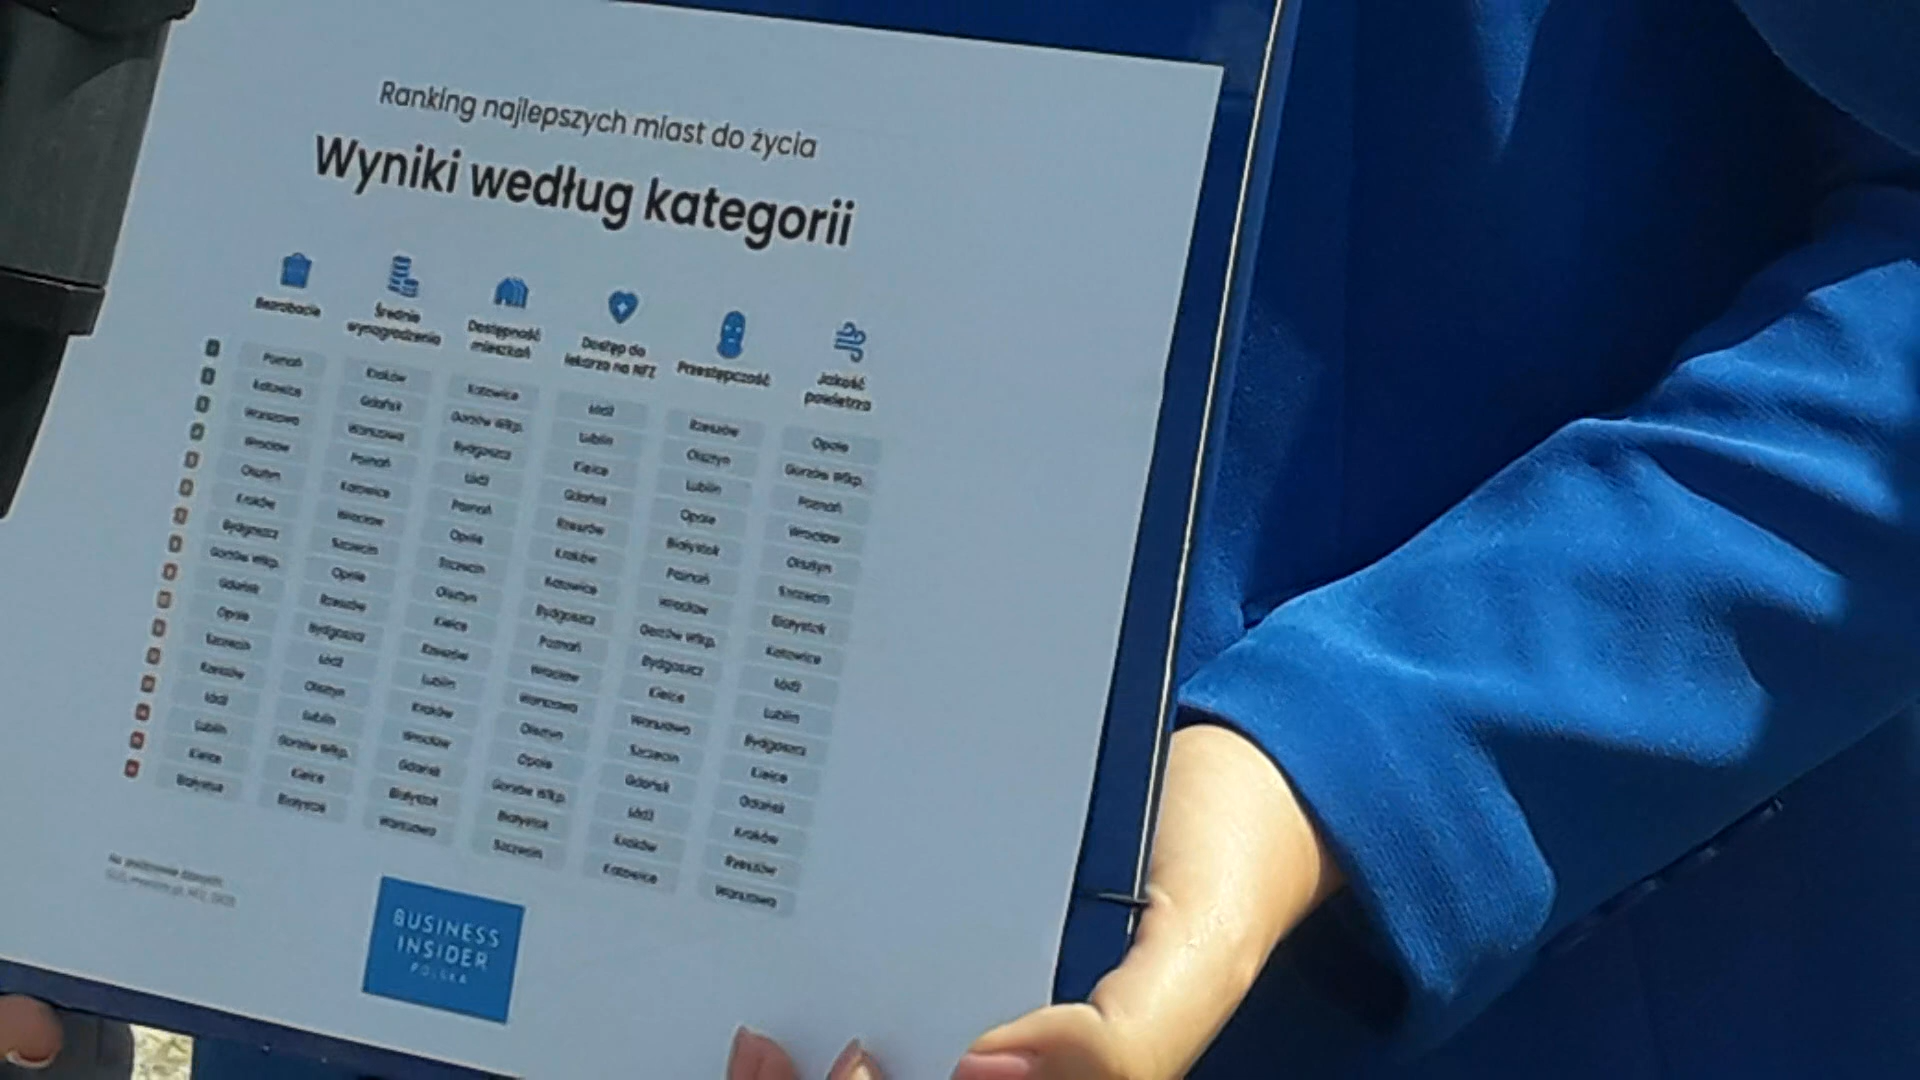 Ranking najlepszych miast do życia
Wyniki według kategorii
Bezrobocie Średnie wynagrodzenie Dostępność mieszkań Dostęp do lekarza na NFZ Przestępczość Jakość powietrza
Poznań Kraków Katowice Łódź Rzeszów Opole
Katowice Gdańsk Gorzów Wlkp. Lublin Olsztyn Gorzów Wlkp.
Warszawa Warszawa Bydgoszcz Kielce Lublin Poznań
Wrocław Poznań Łódź Gdańsk Opole Wrocław
Olsztyn Katowice Poznań Rzeszów Białystok Olsztyn
Kraków Wrocław Opole Kraków Poznań Szczecin
Bydgoszcz Szczecin Szczecin Katowice Wrocław Białystok
Gorzów Wlkp. Opole Olsztyn Bydgoszcz Gorzów Wlkp. Katowice
Gdańsk Rzeszów Kielce Poznań Bydgoszcz Łódź
Opole Bydgoszcz Rzeszów Wrocław Kielce Lublin
Szczecin Łódź Lublin Warszawa Warszawa Bydgoszcz
Rzeszów Olsztyn Kraków Olsztyn Szczecin Kielce
Łódź Lublin Wrocław Opole Gdańsk Gdańsk
Lublin Gorzów Wlkp. Gdańsk Gorzów Wlkp. Łódź Kraków
Kielce Kielce Białystok Białystok Kraków Rzeszów
Białystok Białystok Warszawa Szczecin Katowice Warszawa
BUSINESS
INSIDER
POLSKA